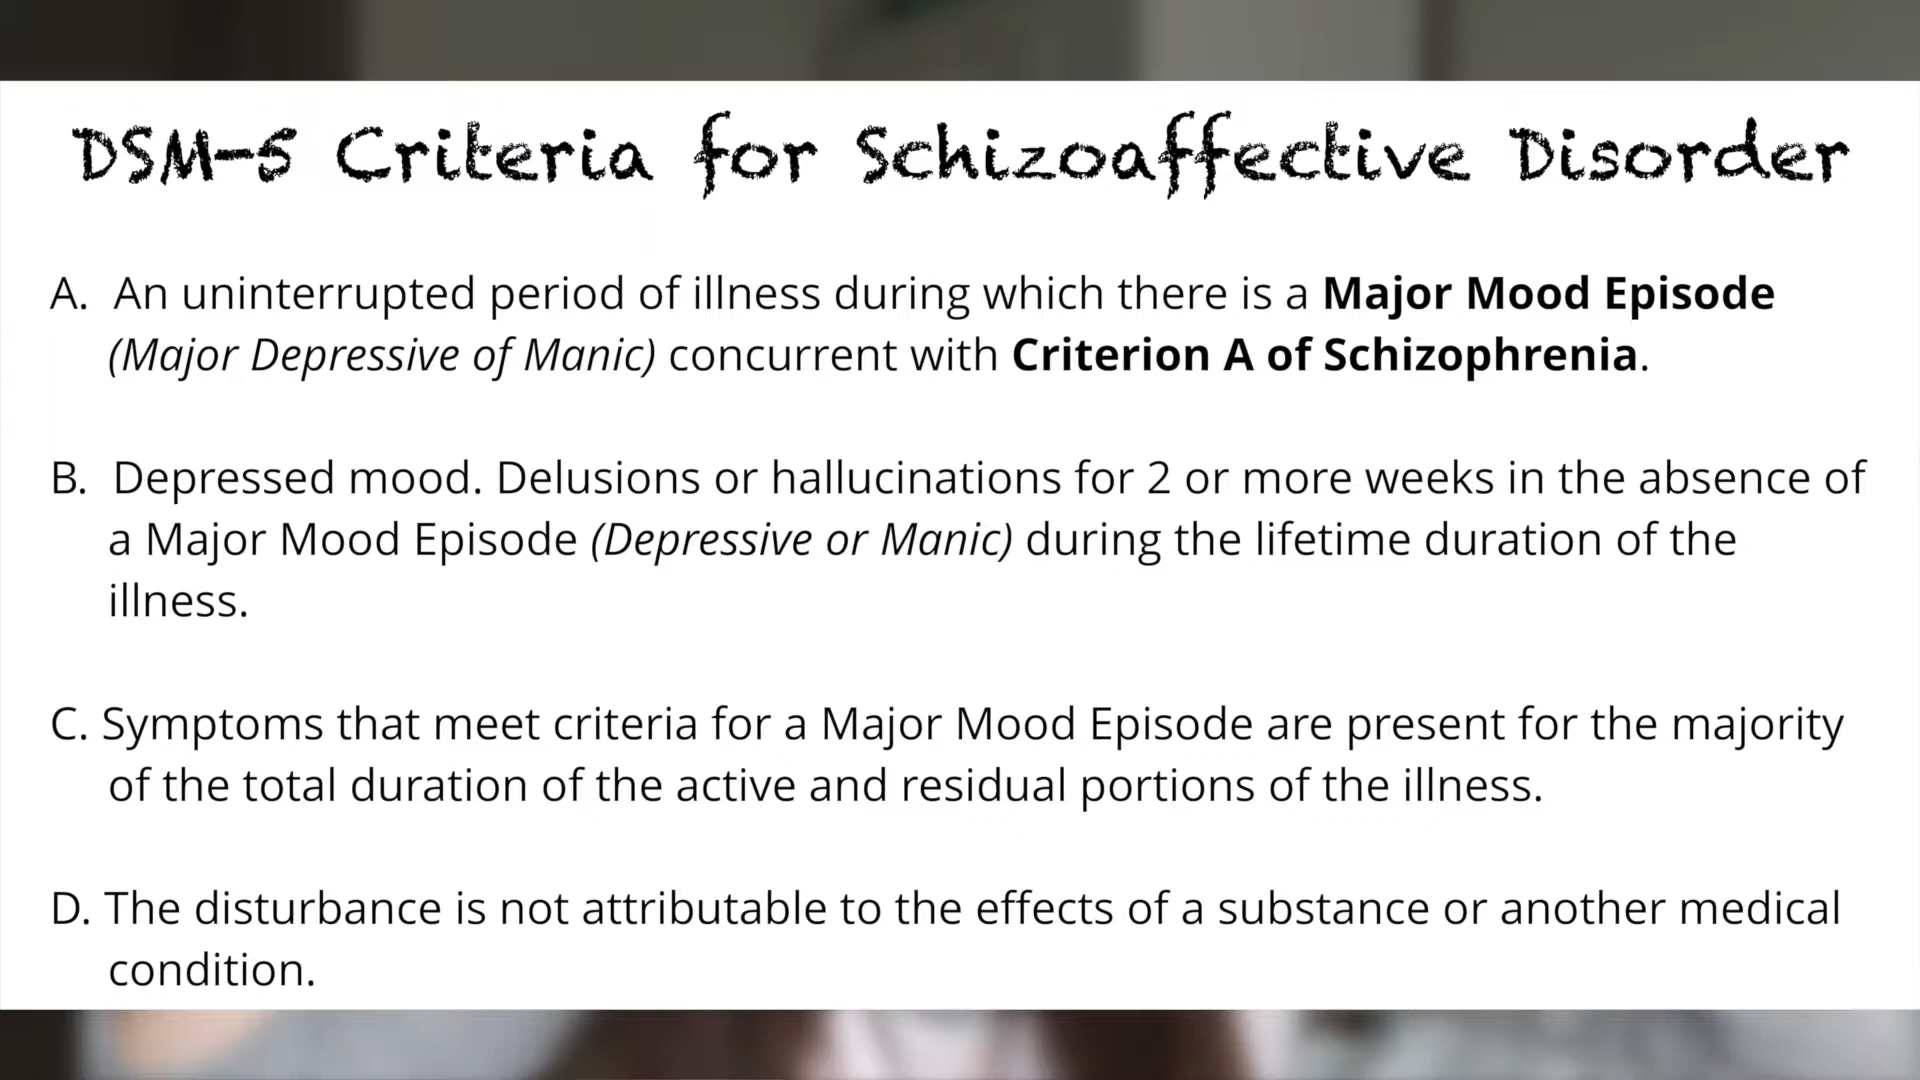 DSM-5 Criteria for Schizoaffective Disorder
A. An uninterrupted period of illness during which there is a Major Mood Episode
(Major Depressive of Manic) concurrent with Criterion A of Schizophrenia.
B. Depressed mood. Delusions or hallucinations for 2 or more weeks in the absence of
a Major Mood Episode (Depressive or Manic) during the lifetime duration of the
illness.
C. Symptoms that meet criteria for a Major Mood Episode are present for the majority
of the total duration of the active and residual portions of the illness.
D. The disturbance is not attributable to the effects of a substance or another medical
condition.